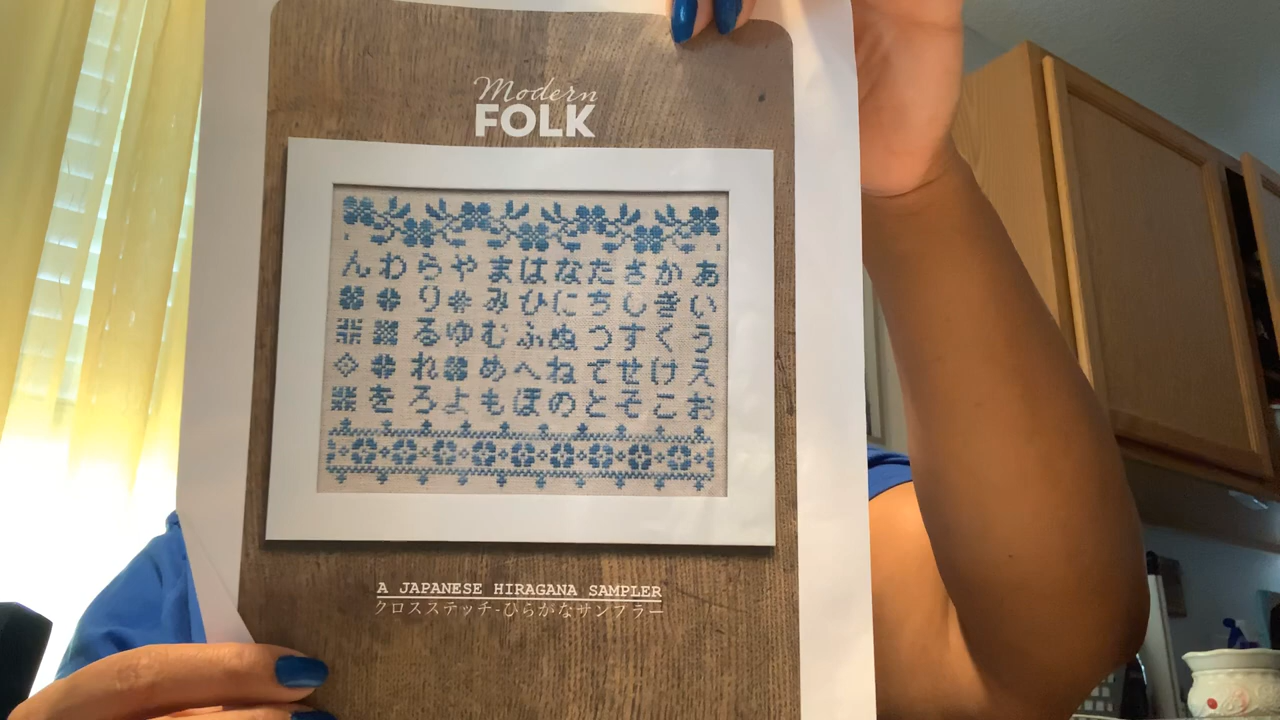 Modern
FOLK
ん わ ら や ま は な た さ か あ
り み ひ に ち し き い
る ゆ む ふ ぬ つ す く う
れ め へ ね て せ け え
を ろ よ も ほ の と そ こ お
A JAPANESE HIRAGANA SAMPLER
クロスステッチ-ひらがなサンフラー